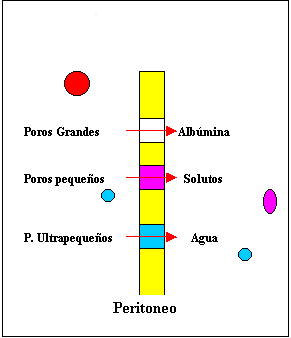 Poros Grandes Albúmina
Poros pequeños Solutos
P. Ultrapequeños Agua
Peritoneo